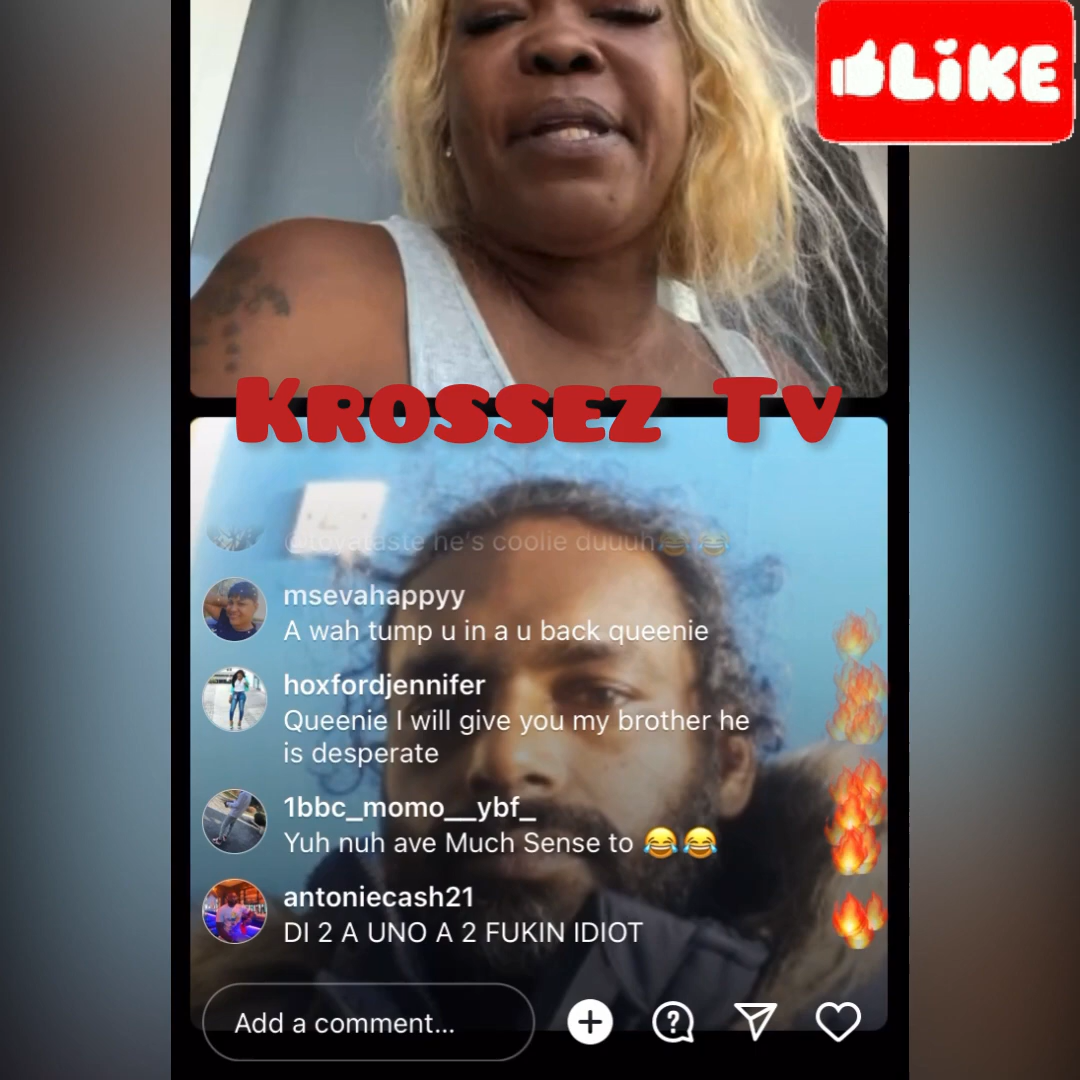 LiKE
Krossez Tv
@toyataste he's coolie duuuh😂😂
msevahappyy
A wah tump u in a u back queenie
hoxfordjennifer
Queenie I will give you my brother he
is desperate
1bbc_momo__ybf_
Yuh nuh ave Much Sense to 😂😂
antoniecash21
DI 2 A UNO A 2 FUKIN IDIOT
Add a comment...